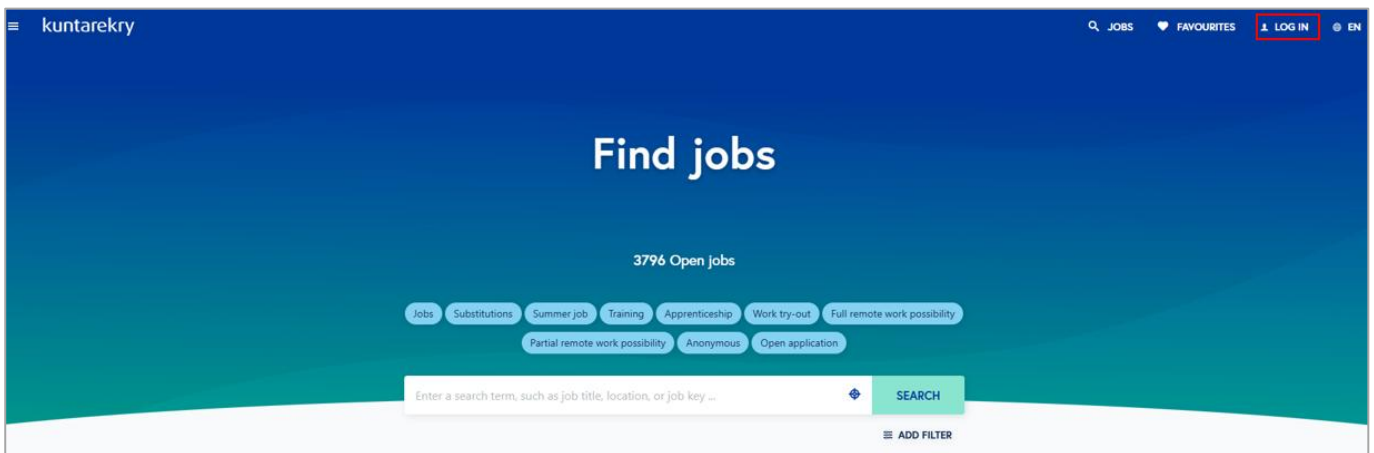 kuntarekry
JOBS FAVOURITES LOG IN EN
Find jobs
3796 Open jobs
Jobs Substitutions Summer job Training Apprenticeship Work try-out Full remote work possibility
Partial remote work possibility Anonymous Open application
Enter a search term, such as job title, location, or job key ... SEARCH
ADD FILTER